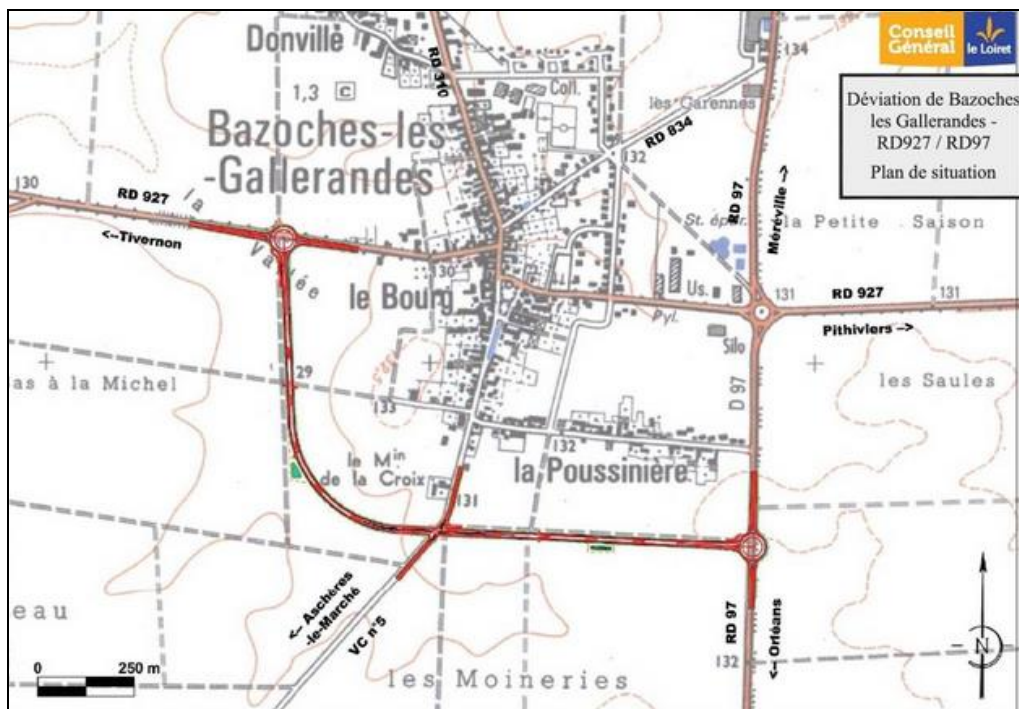 Conseil
Général
le Loiret
Déviation de Bazoches
les Gallerandes -
RD927 / RD97
Plan de situation
Donville
RD 310
1,3
C
Coll.
134
les Garennes
Bazoches-les
-Gallerandes
RD 834
132
130
RD 927
la
Vallée
<--Tivernon
RD 97
Méréville -->
St. épur.
la Petite Saison
130
le Bourg
Us.
Pyl.
131
RD 927
131
Pithiviers -->
Silo
as à la Michel
29
133
D 97
les Saules
132
le Min
de la Croix
la Poussinière
131
<-- Aschères
-le-Marché
VC n°5
RD 97
<-- Orléans
eau
132
N
0
250 m
les Moineries